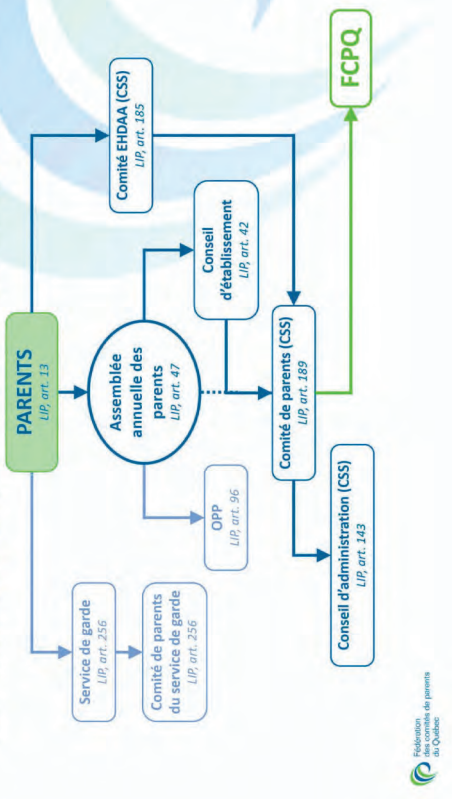 PARENTS
LIP, art. 13
Service de garde
LIP, art. 256
Comité de parents
du service de garde
LIP, art. 256
Assemblée
annuelle des
parents
LIP, art. 47
OPP
LIP, art. 96
Comité EHDAA (CSS)
LIP, art. 185
Conseil
d'établissement
LIP, art. 42
Comité de parents (CSS)
LIP, art. 189
Conseil d'administration (CSS)
LIP, art. 143
FCPQ
Fédération
des comités de parents
du Québec